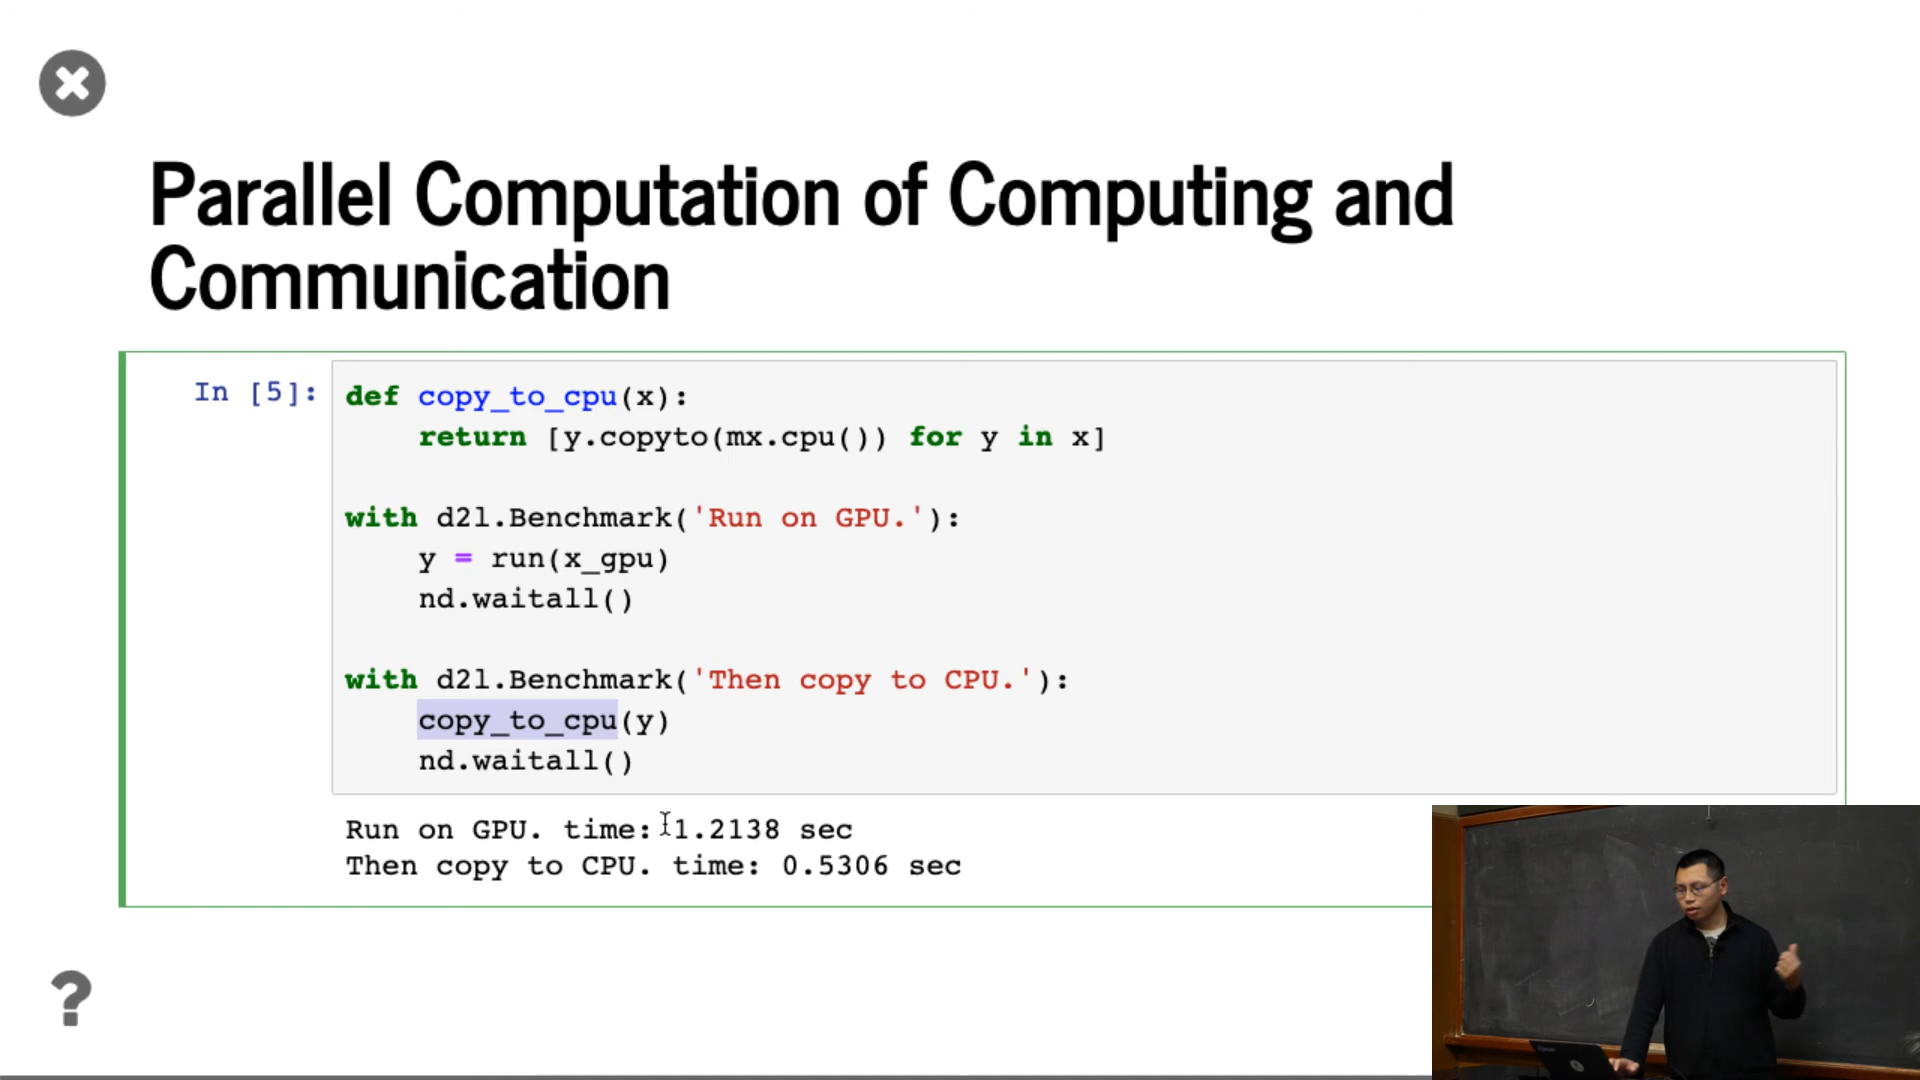 Parallel Computation of Computing and
Communication
In [5]:
def copy_to_cpu(x):
    return [y.copyto(mx.cpu()) for y in x]
with d2l.Benchmark('Run on GPU.'):
    y = run(x_gpu)
    nd.waitall()
with d2l.Benchmark('Then copy to CPU.'):
    copy_to_cpu(y)
    nd.waitall()
Run on GPU. time: 1.2138 sec
Then copy to CPU. time: 0.5306 sec
?